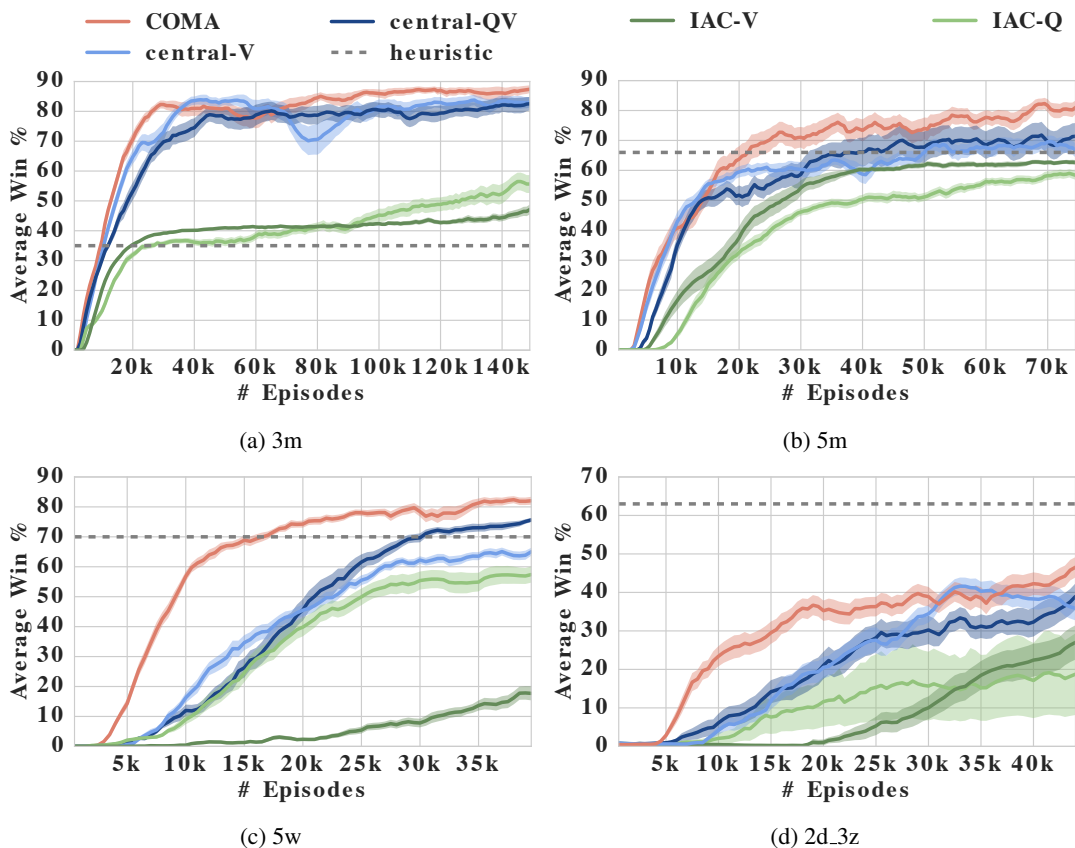 COMA central-QV IAC-V IAC-Q
central-V heuristic
90
80
70
60
50
40
30
20
10
0
Average Win %
20k 40k 60k 80k 100k 120k 140k
# Episodes
(a) 3m
90
80
70
60
50
40
30
20
10
0
Average Win %
10k 20k 30k 40k 50k 60k 70k
# Episodes
(b) 5m
90
80
70
60
50
40
30
20
10
0
Average Win %
5k 10k 15k 20k 25k 30k 35k
# Episodes
(c) 5w
70
60
50
40
30
20
10
0
Average Win %
5k 10k 15k 20k 25k 30k 35k 40k
# Episodes
(d) 2d_3z